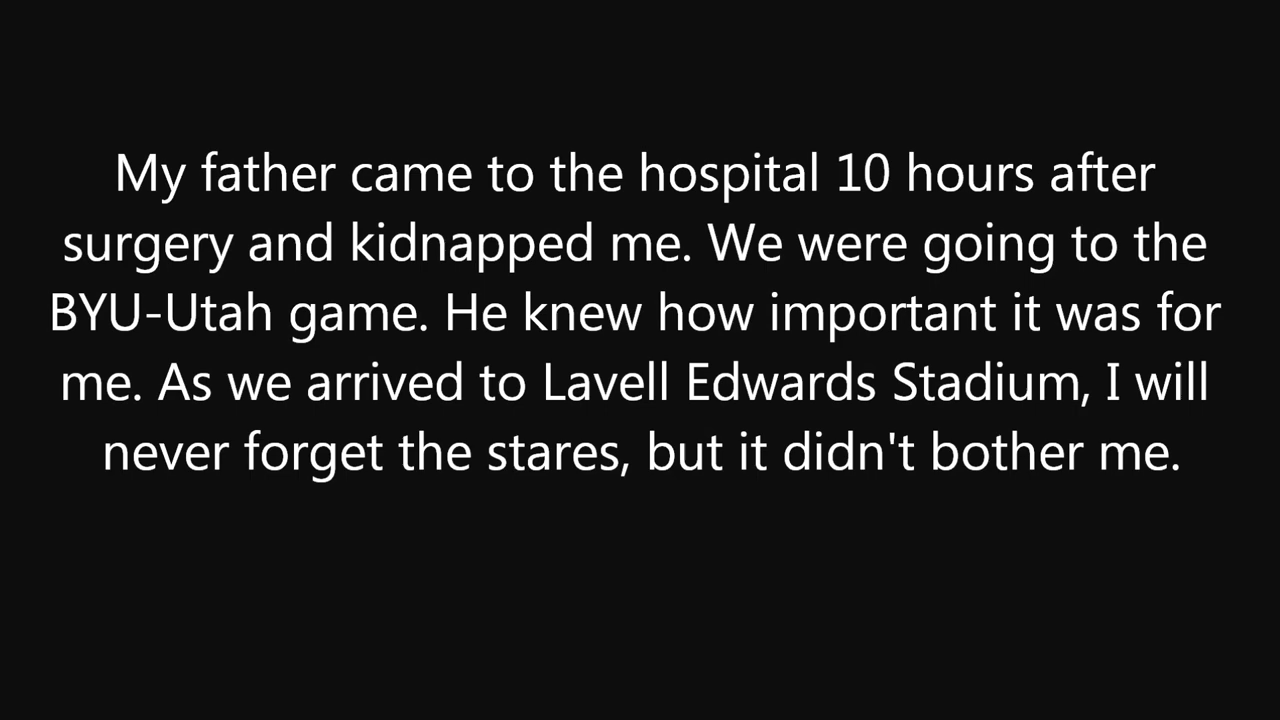 My father came to the hospital 10 hours after
surgery and kidnapped me. We were going to the
BYU-Utah game. He knew how important it was for
me. As we arrived to Lavell Edwards Stadium, I will
never forget the stares, but it didn't bother me.